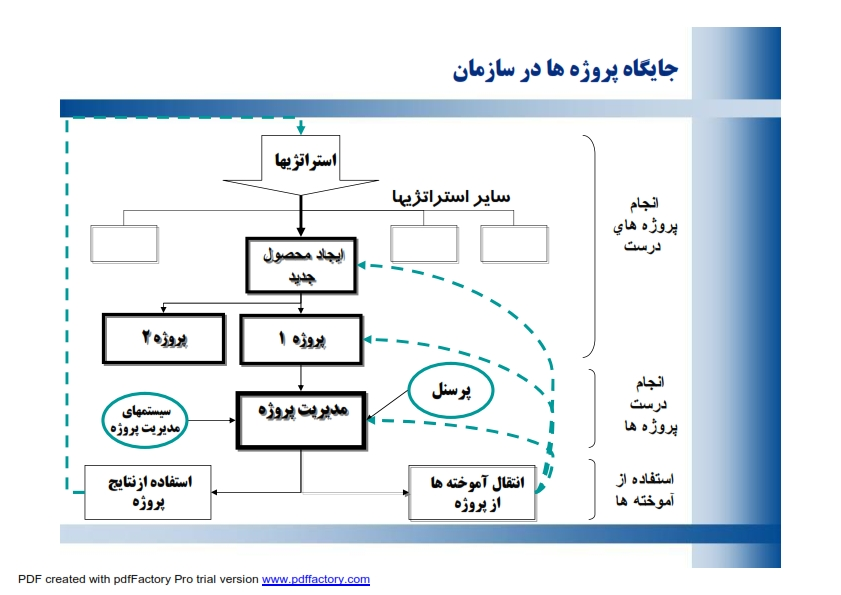 جایگاه پروژه ها در سازمان
استراتژیها
سایر استراتژیها
انجام
پروژه هاي
درست
ایجاد محصول
جدید
پروژه ۱
پروژه ۲
انجام
درست
پروژه ها
پرسنل
مدیریت پروژه
سیستمهای
مدیریت پروژه
استفاده از
آموخته ها
انتقال آموخته ها
از پروژه
استفاده ازنتایج
پروژه
PDF created with pdfFactory Pro trial version www.pdffactory.com